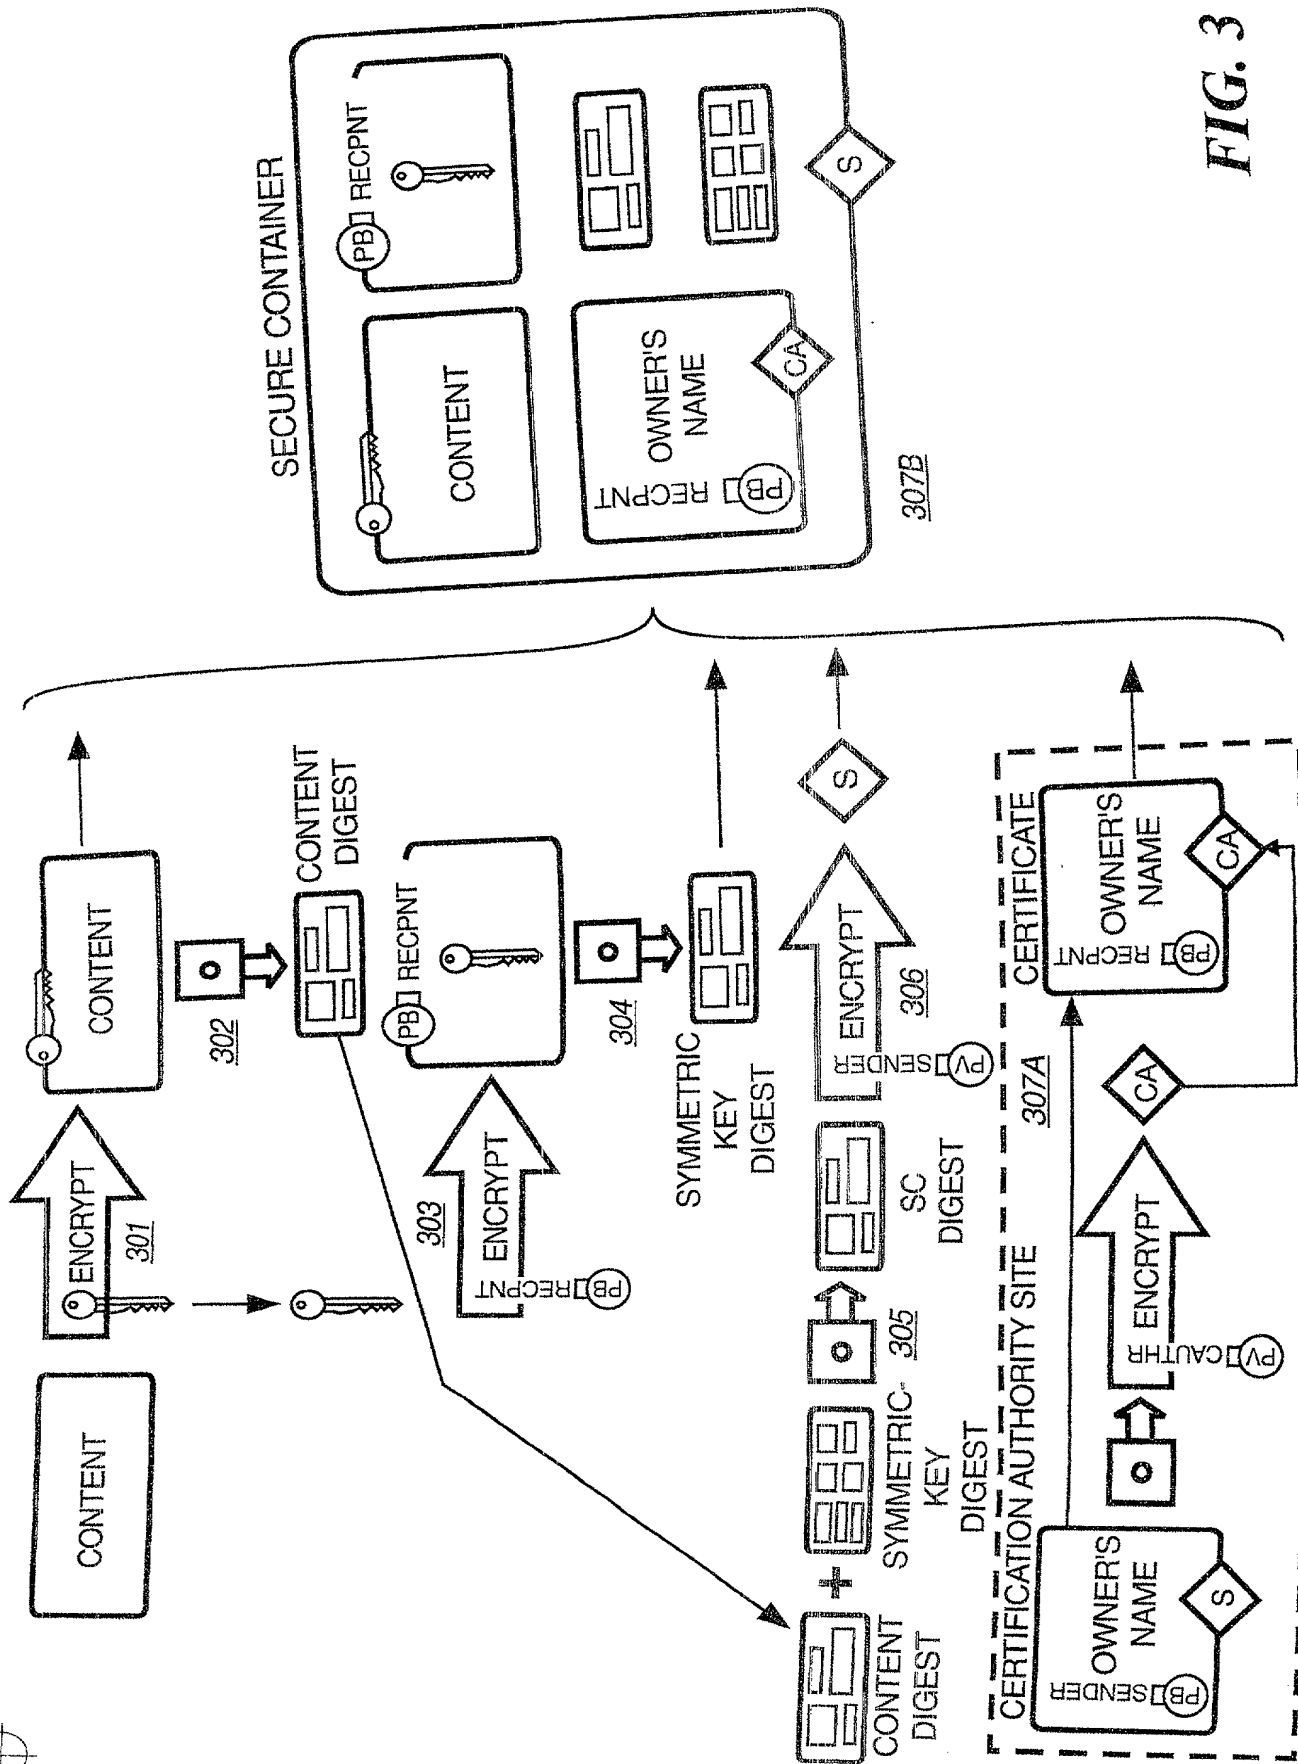 CONTENT
ENCRYPT
301
CONTENT
302
CONTENT
DIGEST
303
ENCRYPT
PB RECPNT
PB RECPNT
304
SYMMETRIC
KEY
DIGEST
CONTENT
DIGEST
+
SYMMETRIC-
KEY
DIGEST
305
SC
DIGEST
ENCRYPT
PV SENDER
306
S
CERTIFICATION AUTHORITY SITE
307A
OWNER'S
NAME
PB SENDER
S
ENCRYPT
PV CAUTHR
CA
CERTIFICATE
OWNER'S
NAME
PB RECPNT
CA
SECURE CONTAINER
CONTENT
PB RECPNT
OWNER'S
NAME
PB RECPNT
CA
S
307B
FIG. 3